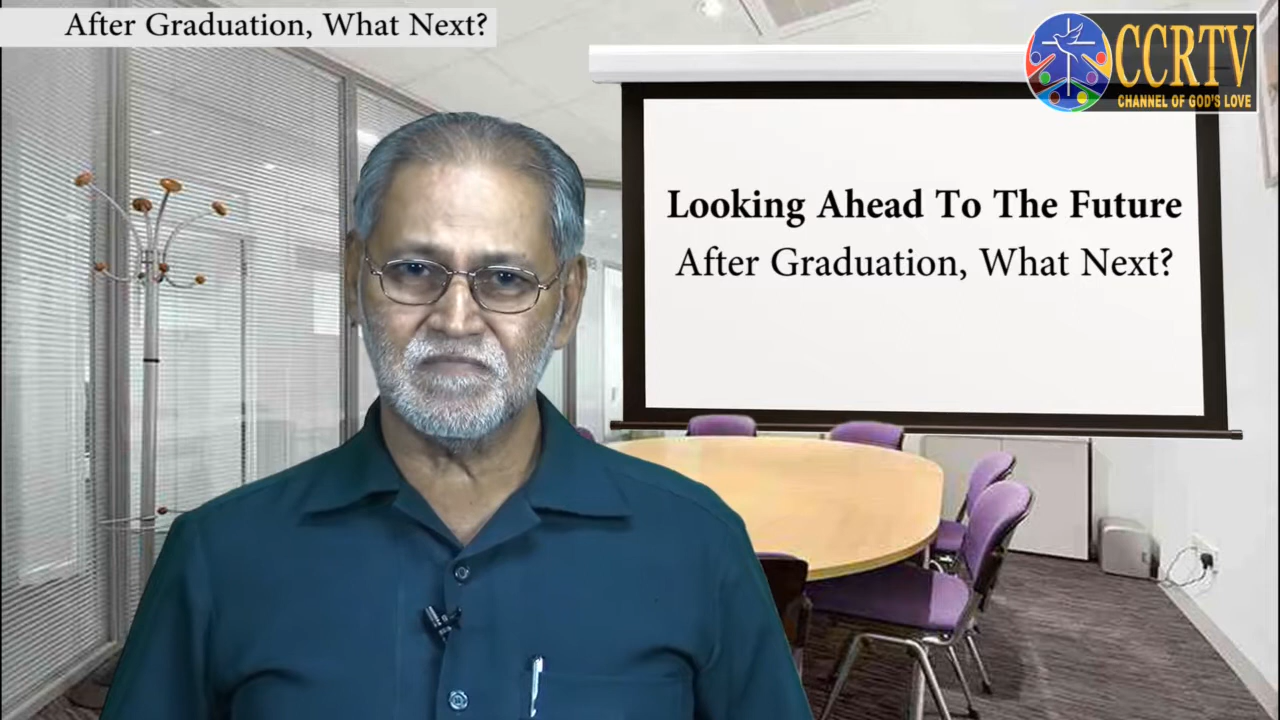 After Graduation, What Next?
CCRTV
CHANNEL OF GOD'S LOVE
Looking Ahead To The Future
After Graduation, What Next?